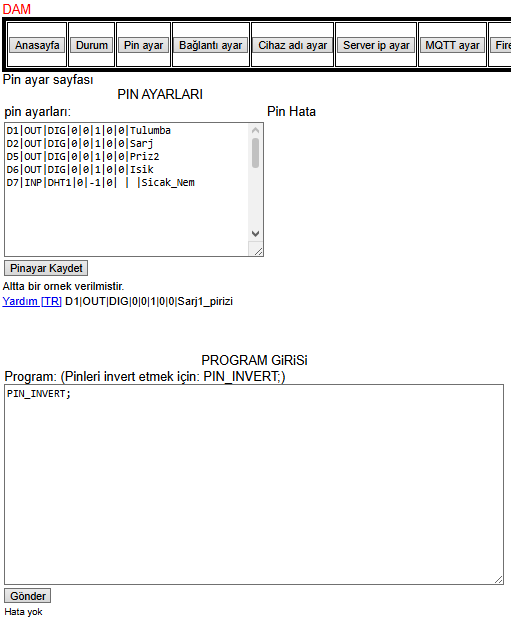 DAM
Anasayfa Durum Pin ayar Bağlantı ayar Cihaz adı ayar Server ip ayar MQTT ayar Fire
Pin ayar sayfası
PIN AYARLARI
pin ayarları: Pin Hata
D1|OUT|DIG|0|0|1|0|0|Tulumba
D2|OUT|DIG|0|0|1|0|0|Sarj
D5|OUT|DIG|0|0|1|0|0|Priz2
D6|OUT|DIG|0|0|1|0|0|Isik
D7|INP|DHT1|0|-1|0| | |Sicak_Nem
Pinayar Kaydet
Altta bir ornek verilmistir.
Yardım [TR] D1|OUT|DIG|0|0|1|0|0|Sarj1_pirizi
PROGRAM GiRiSi
Program: (Pinleri invert etmek için: PIN_INVERT;)
PIN_INVERT;
Gönder
Hata yok